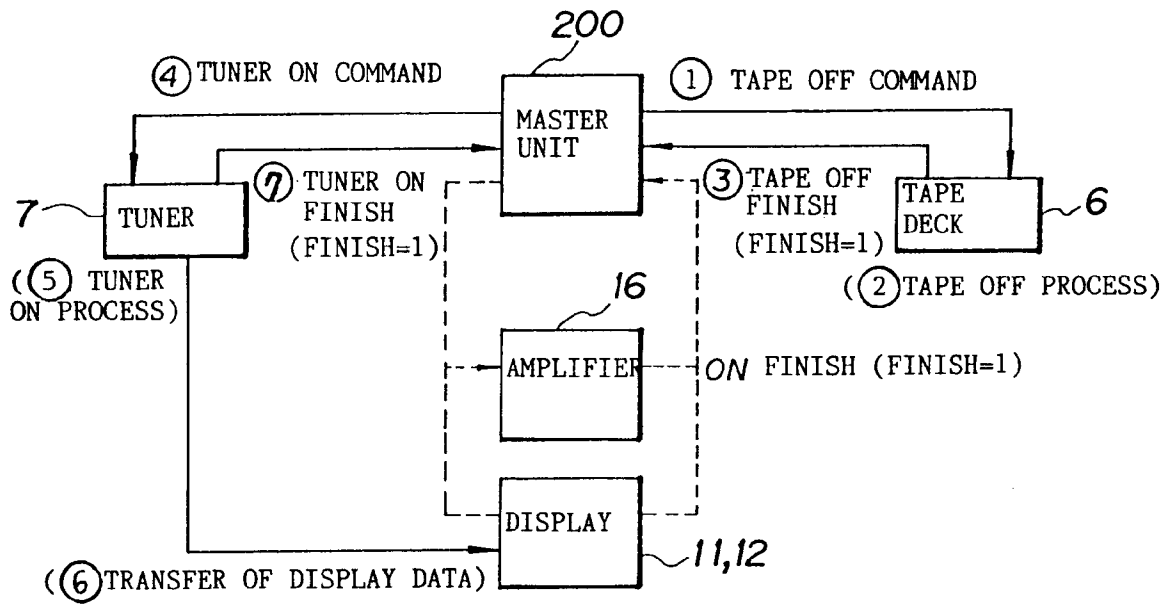 200
④ TUNER ON COMMAND
① TAPE OFF COMMAND
MASTER
UNIT
⑦ TUNER ON
FINISH
(FINISH=1)
③ TAPE OFF
FINISH
(FINISH=1)
7
TUNER
TAPE
DECK
6
(⑤ TUNER
ON PROCESS)
(② TAPE OFF PROCESS)
16
AMPLIFIER
ON FINISH (FINISH=1)
DISPLAY
11,12
(⑥ TRANSFER OF DISPLAY DATA)